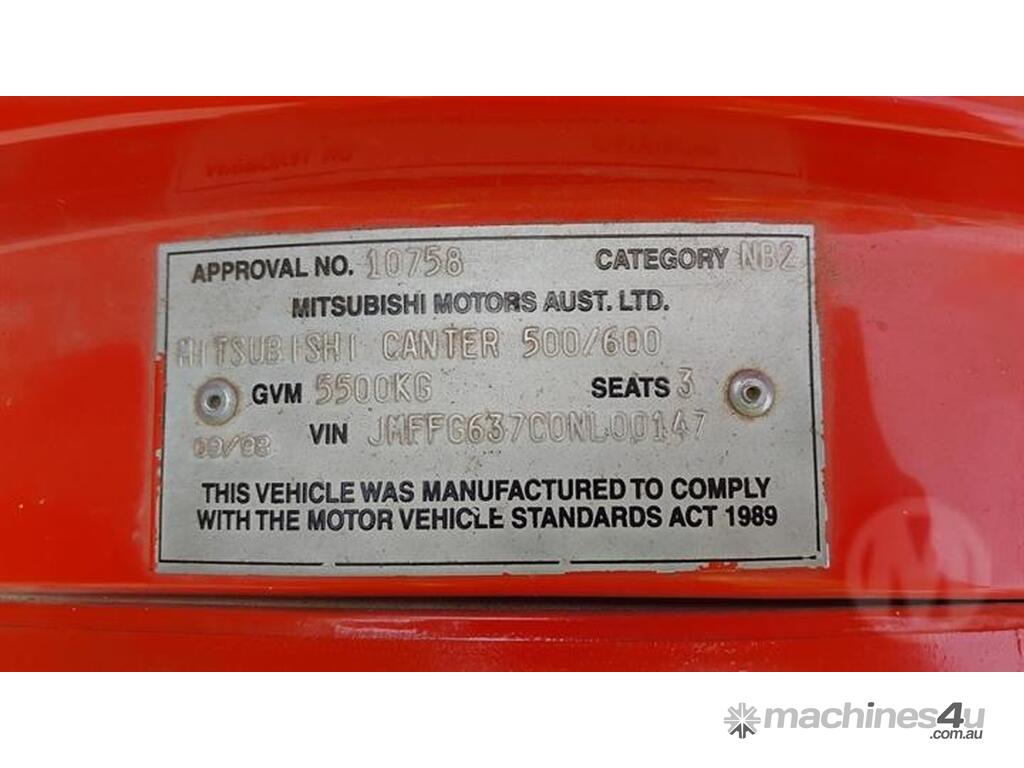 APPROVAL NO. 10758 CATEGORY NB2
MITSUBISHI MOTORS AUST. LTD.
MITSUBISHI CANTER 500/600
GVM 5500KG SEATS 3
09/98 VIN JMFFG637C0NL00147
THIS VEHICLE WAS MANUFACTURED TO COMPLY
WITH THE MOTOR VEHICLE STANDARDS ACT 1989
M
machines4u
.com.au